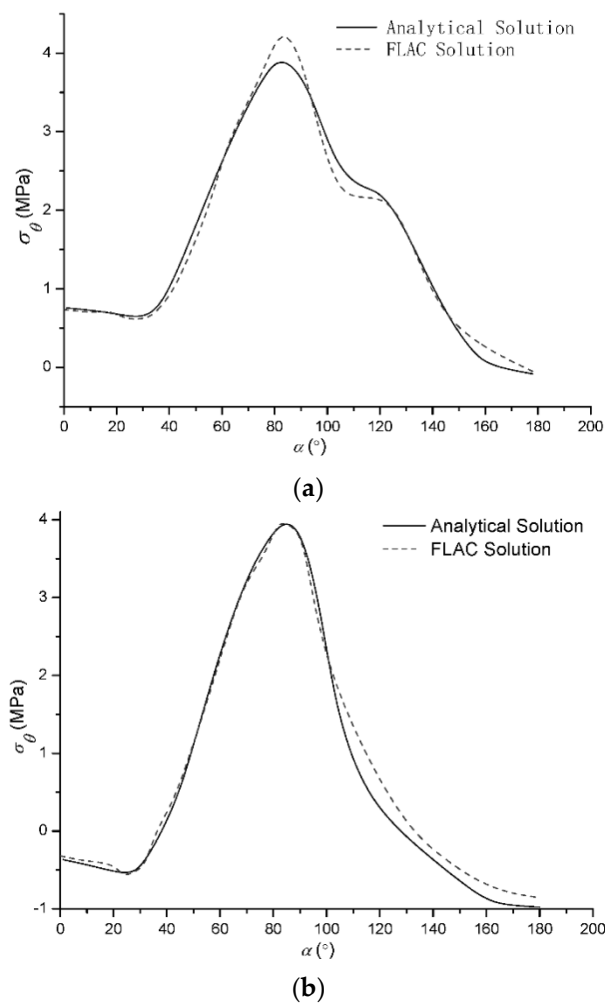 Analytical Solution
FLAC Solution
4
3
2
1
0
σθ (MPa)
0 20 40 60 80 100 120 140 160 180 200
α (°)
(a)
Analytical Solution
FLAC Solution
4
3
2
1
0
-1
σθ (MPa)
0 20 40 60 80 100 120 140 160 180 200
α (°)
(b)